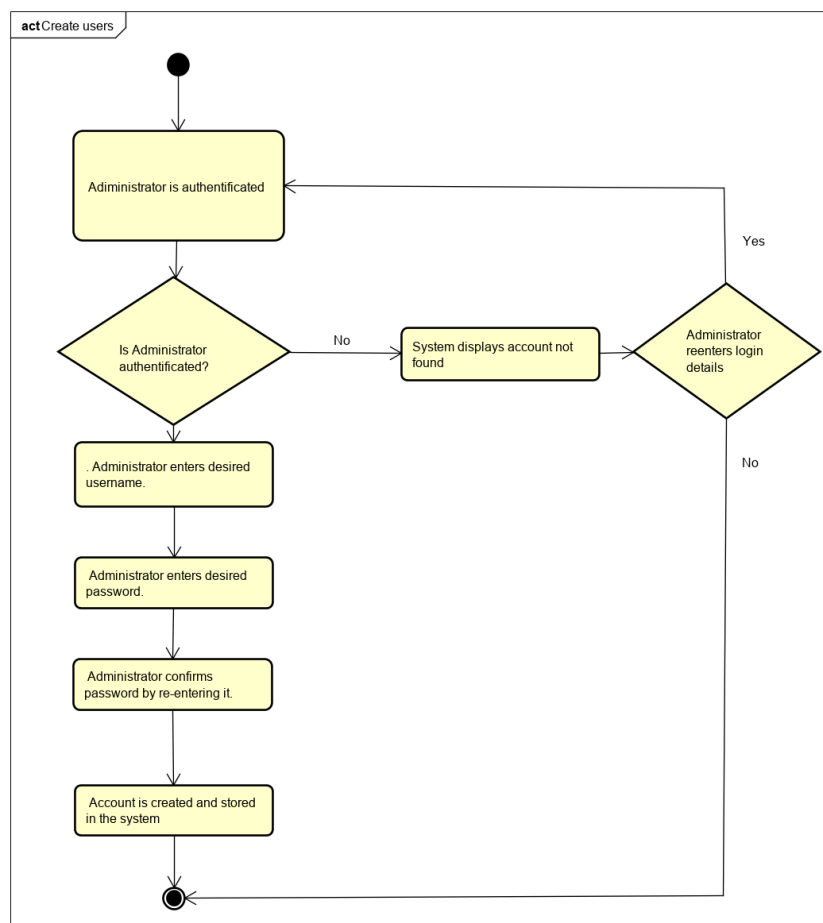 act Create users
Adiministrator is authentificated
Yes
Is Administrator
authentificated?
No
System displays account not
found
Administrator
reenters login
details
. Administrator enters desired
username.
No
Administrator enters desired
password.
Administrator confirms
password by re-entering it.
Account is created and stored
in the system